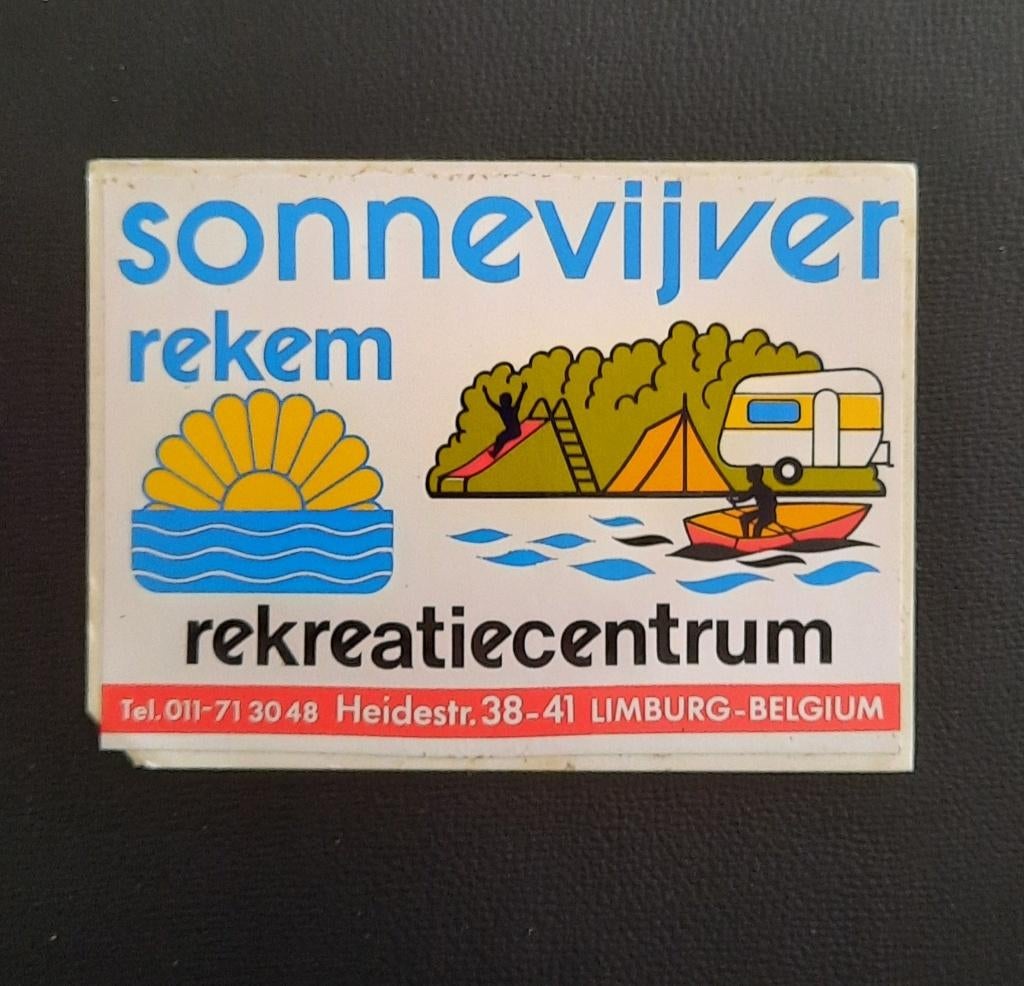 sonnevijver
rekem
rekreatiecentrum
Tel. 011-71 30 48 Heidestr. 38-41 LIMBURG-BELGIUM